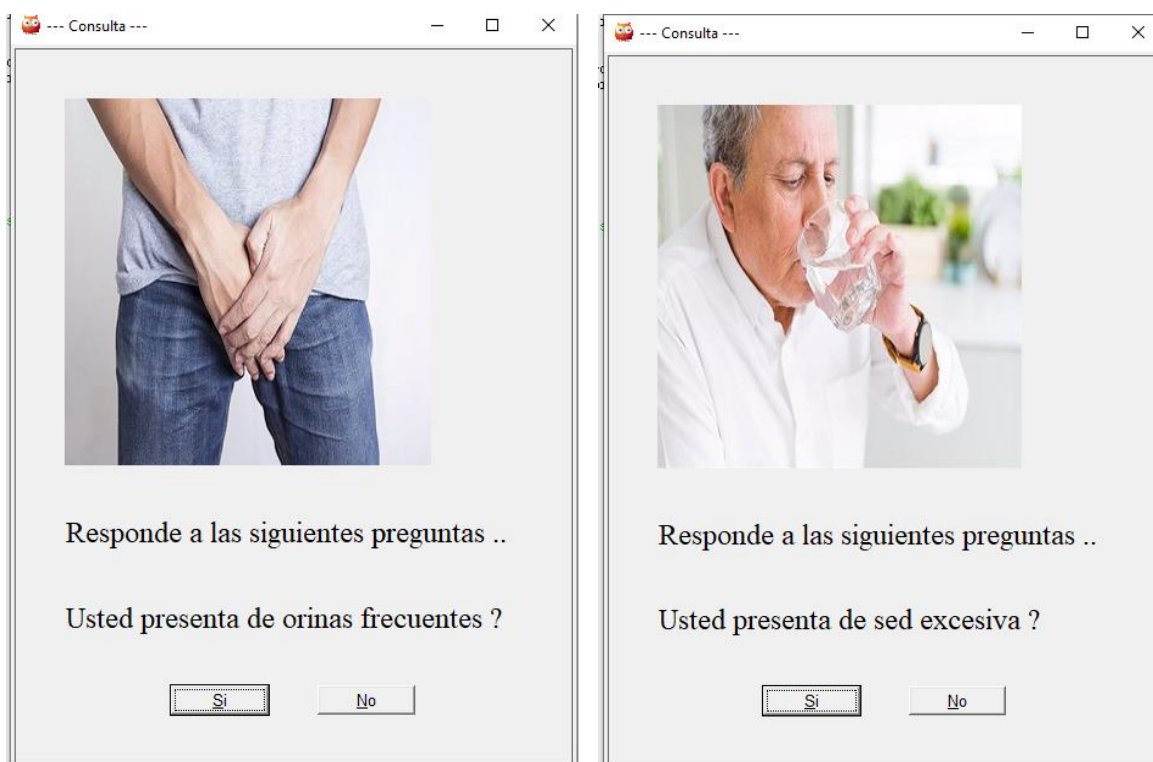 --- Consulta ---
Responde a las siguientes preguntas ..
Usted presenta de orinas frecuentes ?
Si
No
--- Consulta ---
Responde a las siguientes preguntas ..
Usted presenta de sed excesiva ?
Si
No